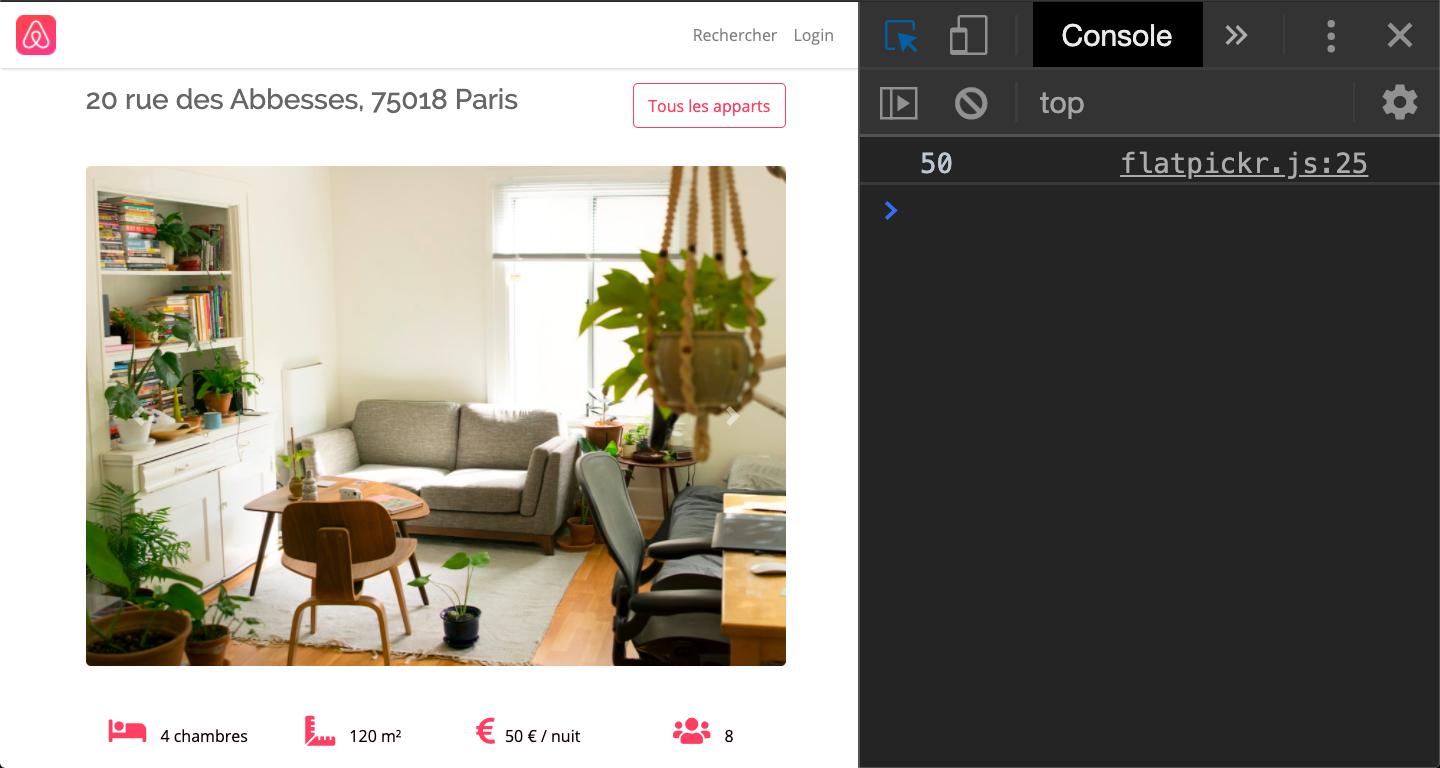 Rechercher Login
20 rue des Abbesses, 75018 Paris
Tous les apparts
4 chambres
120 m²
50 € / nuit
8
Console
top
50 flatpickr.js:25